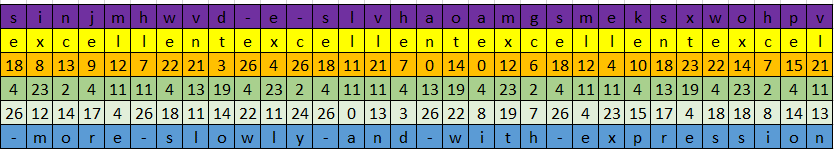 s i n j m h w v d - e - s l v h a o a m g s m e k s x w o h p v
e x c e l l e n t e x c e l l e n t e x c e l l e n t e x c e l
18 8 13 9 12 7 22 21 3 26 4 26 18 11 21 7 0 14 0 12 6 18 12 4 10 18 23 22 14 7 15 21
4 23 2 4 11 11 4 13 19 4 23 2 4 11 11 4 13 19 4 23 2 4 11 11 4 13 19 4 23 2 4 11
26 12 14 17 4 26 18 11 14 22 11 24 26 0 13 3 26 22 8 19 7 26 4 23 15 17 4 18 18 8 14 13
- m o r e - s l o w l y - a n d - w i t h - e x p r e s s i o n